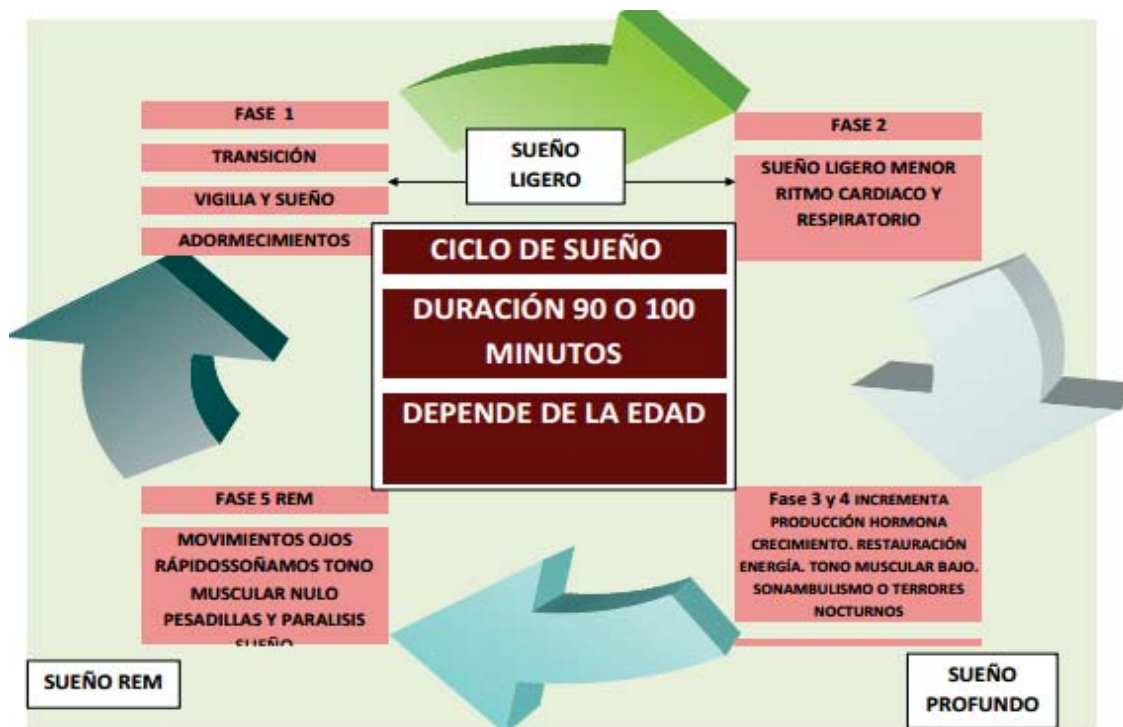 FASE 1
TRANSICIÓN
VIGILIA Y SUEÑO
ADORMECIMIENTOS
SUEÑO
LIGERO
FASE 2
SUEÑO LIGERO MENOR
RITMO CARDIACO Y
RESPIRATORIO
CICLO DE SUEÑO
DURACIÓN 90 O 100
MINUTOS
DEPENDE DE LA EDAD
FASE 5 REM
MOVIMIENTOS OJOS
RÁPIDOSSOÑAMOS TONO
MUSCULAR NULO
PESADILLAS Y PARALISIS
SUEÑO
Fase 3 y 4 INCREMENTA
PRODUCCIÓN HORMONA
CRECIMIENTO. RESTAURACIÓN
ENERGÍA. TONO MUSCULAR BAJO.
SONAMBULISMO O TERRORES
NOCTURNOS
SUEÑO REM
SUEÑO
PROFUNDO